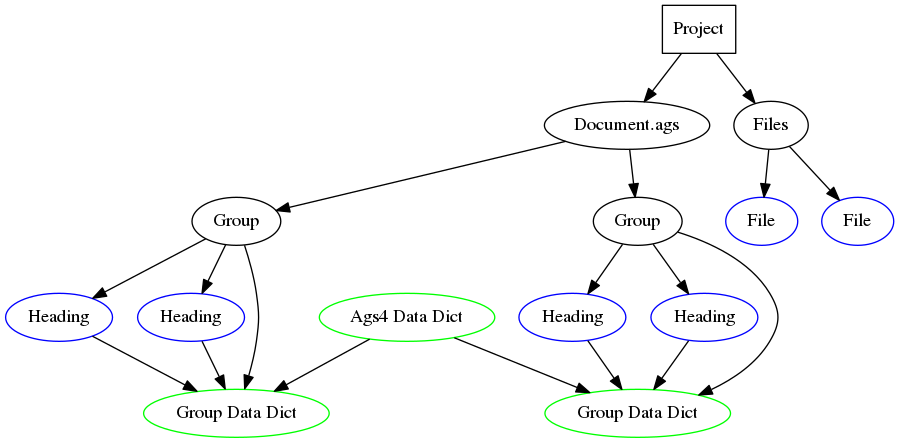 Project
Document.ags
Files
Group
Group
File
File
Heading
Heading
Ags4 Data Dict
Heading
Heading
Group Data Dict
Group Data Dict